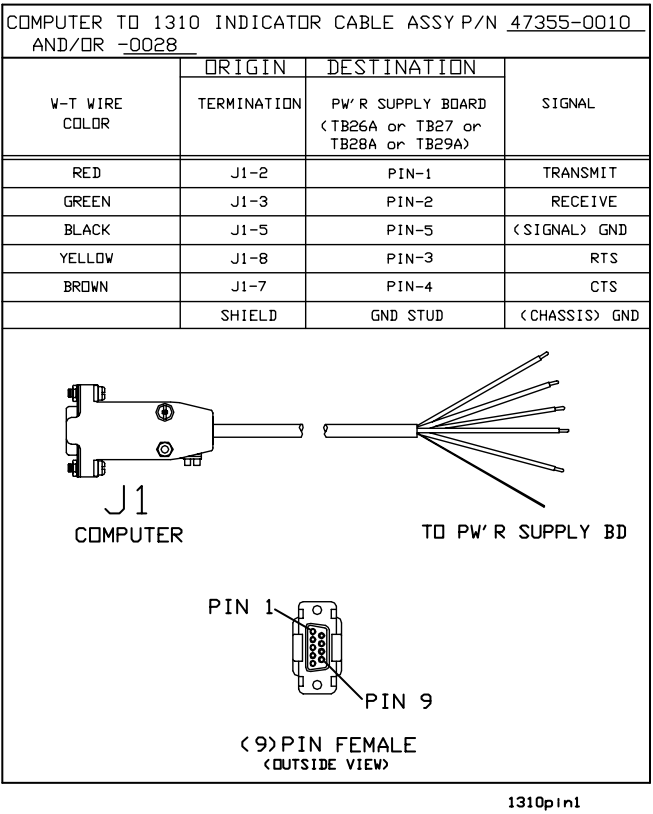 COMPUTER TO 1310 INDICATOR CABLE ASSY P/N 47355-0010
AND/OR -0028
ORIGIN DESTINATION
W-T WIRE COLOR TERMINATION PW'R SUPPLY BOARD (TB26A or TB27 or TB28A or TB29A) SIGNAL
RED J1-2 PIN-1 TRANSMIT
GREEN J1-3 PIN-2 RECEIVE
BLACK J1-5 PIN-5 (SIGNAL) GND
YELLOW J1-8 PIN-3 RTS
BROWN J1-7 PIN-4 CTS
SHIELD GND STUD (CHASSIS) GND
J1
COMPUTER
TO PW'R SUPPLY BD
PIN 1
PIN 9
(9)PIN FEMALE
(OUTSIDE VIEW)
1310pin1